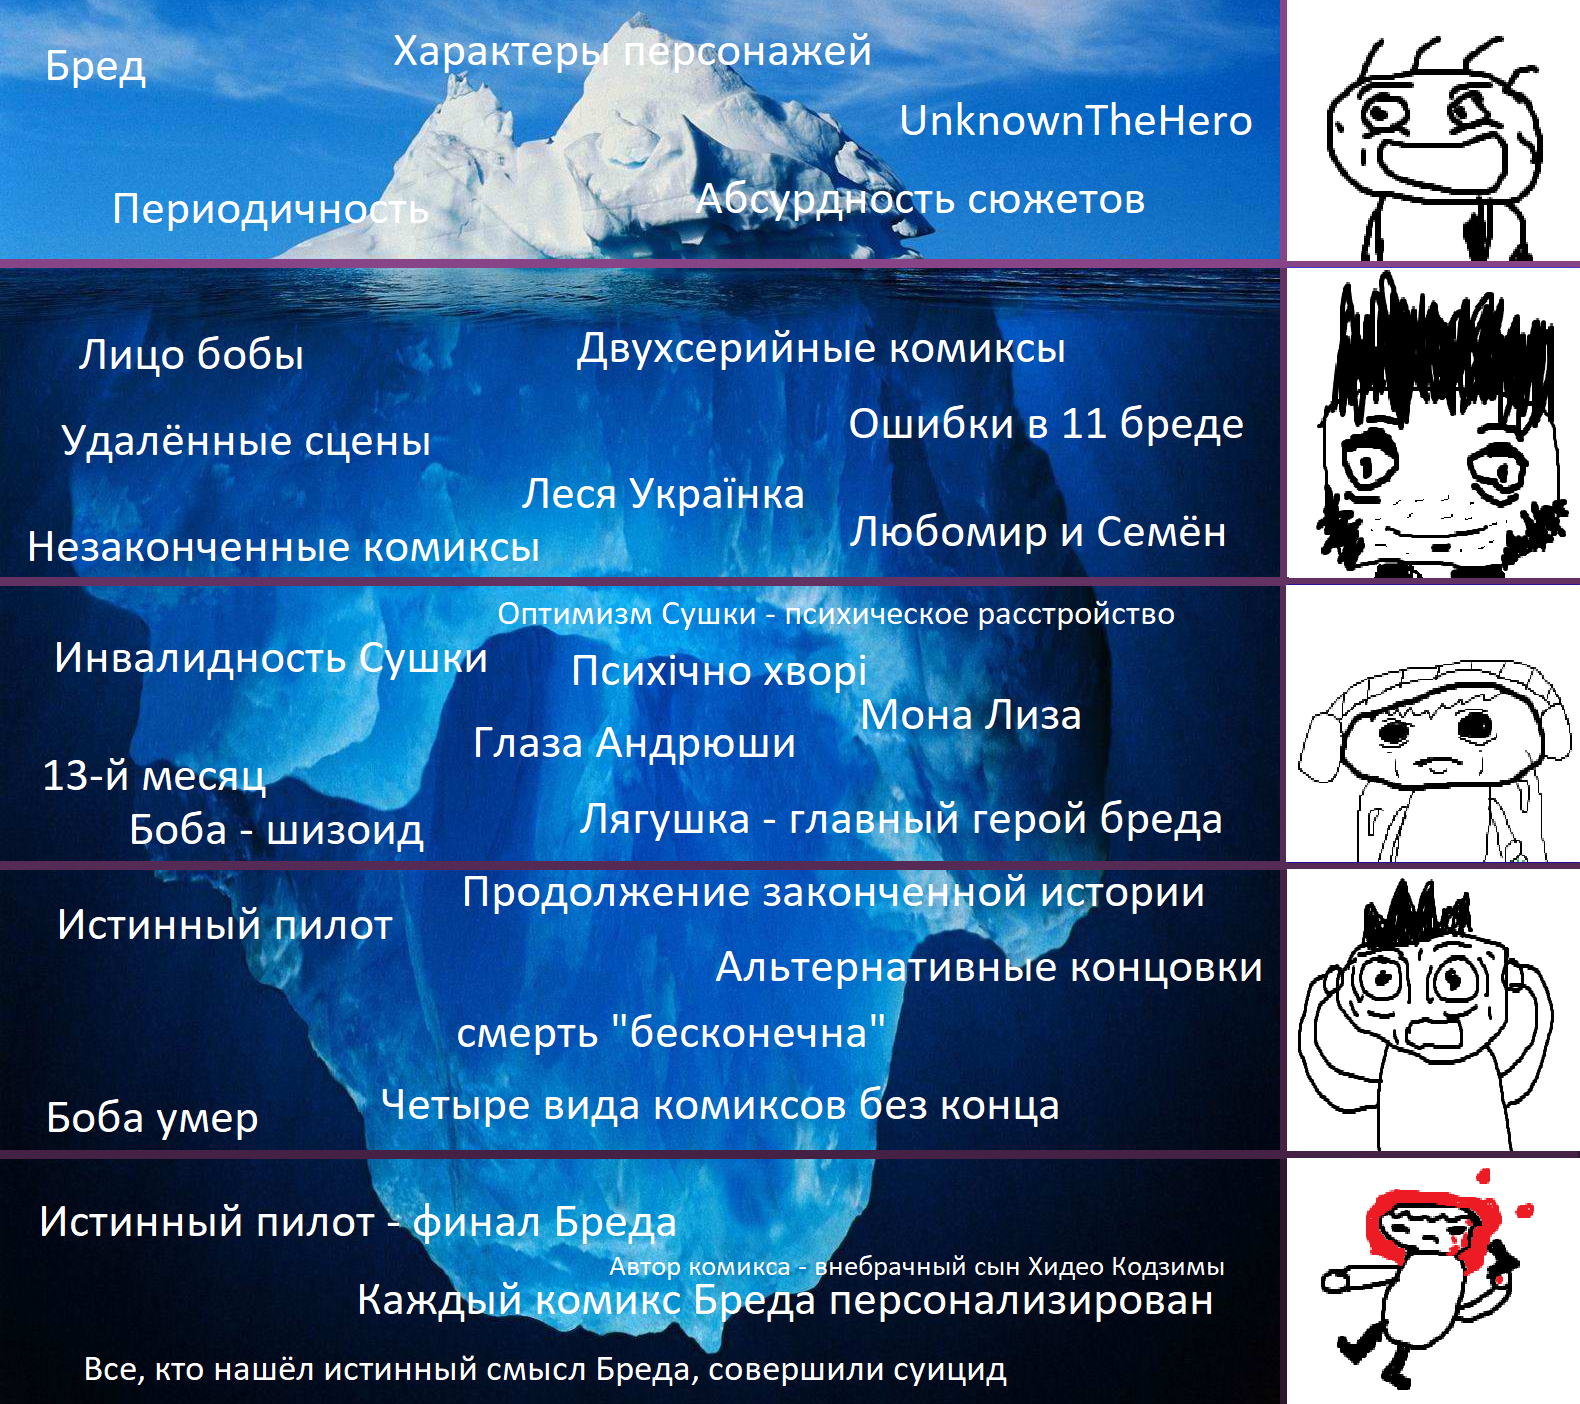 Бред
Характеры персонажей
UnknownTheHero
Периодичность
Абсурдность сюжетов
Лицо бобы
Двухсерийные комиксы
Удалённые сцены
Ошибки в 11 бреде
Леся Українка
Незаконченные комиксы
Любомир и Семён
Оптимизм Сушки - психическое расстройство
Инвалидность Сушки
Психічно хворі
Мона Лиза
Глаза Андрюши
13-й месяц
Боба - шизоид
Лягушка - главный герой бреда
Продолжение законченной истории
Истинный пилот
Альтернативные концовки
смерть "бесконечна"
Четыре вида комиксов без конца
Боба умер
Истинный пилот - финал Бреда
Автор комикса - внебрачный сын Хидео Кодзимы
Каждый комикс Бреда персонализирован
Все, кто нашёл истинный смысл Бреда, совершили суицид